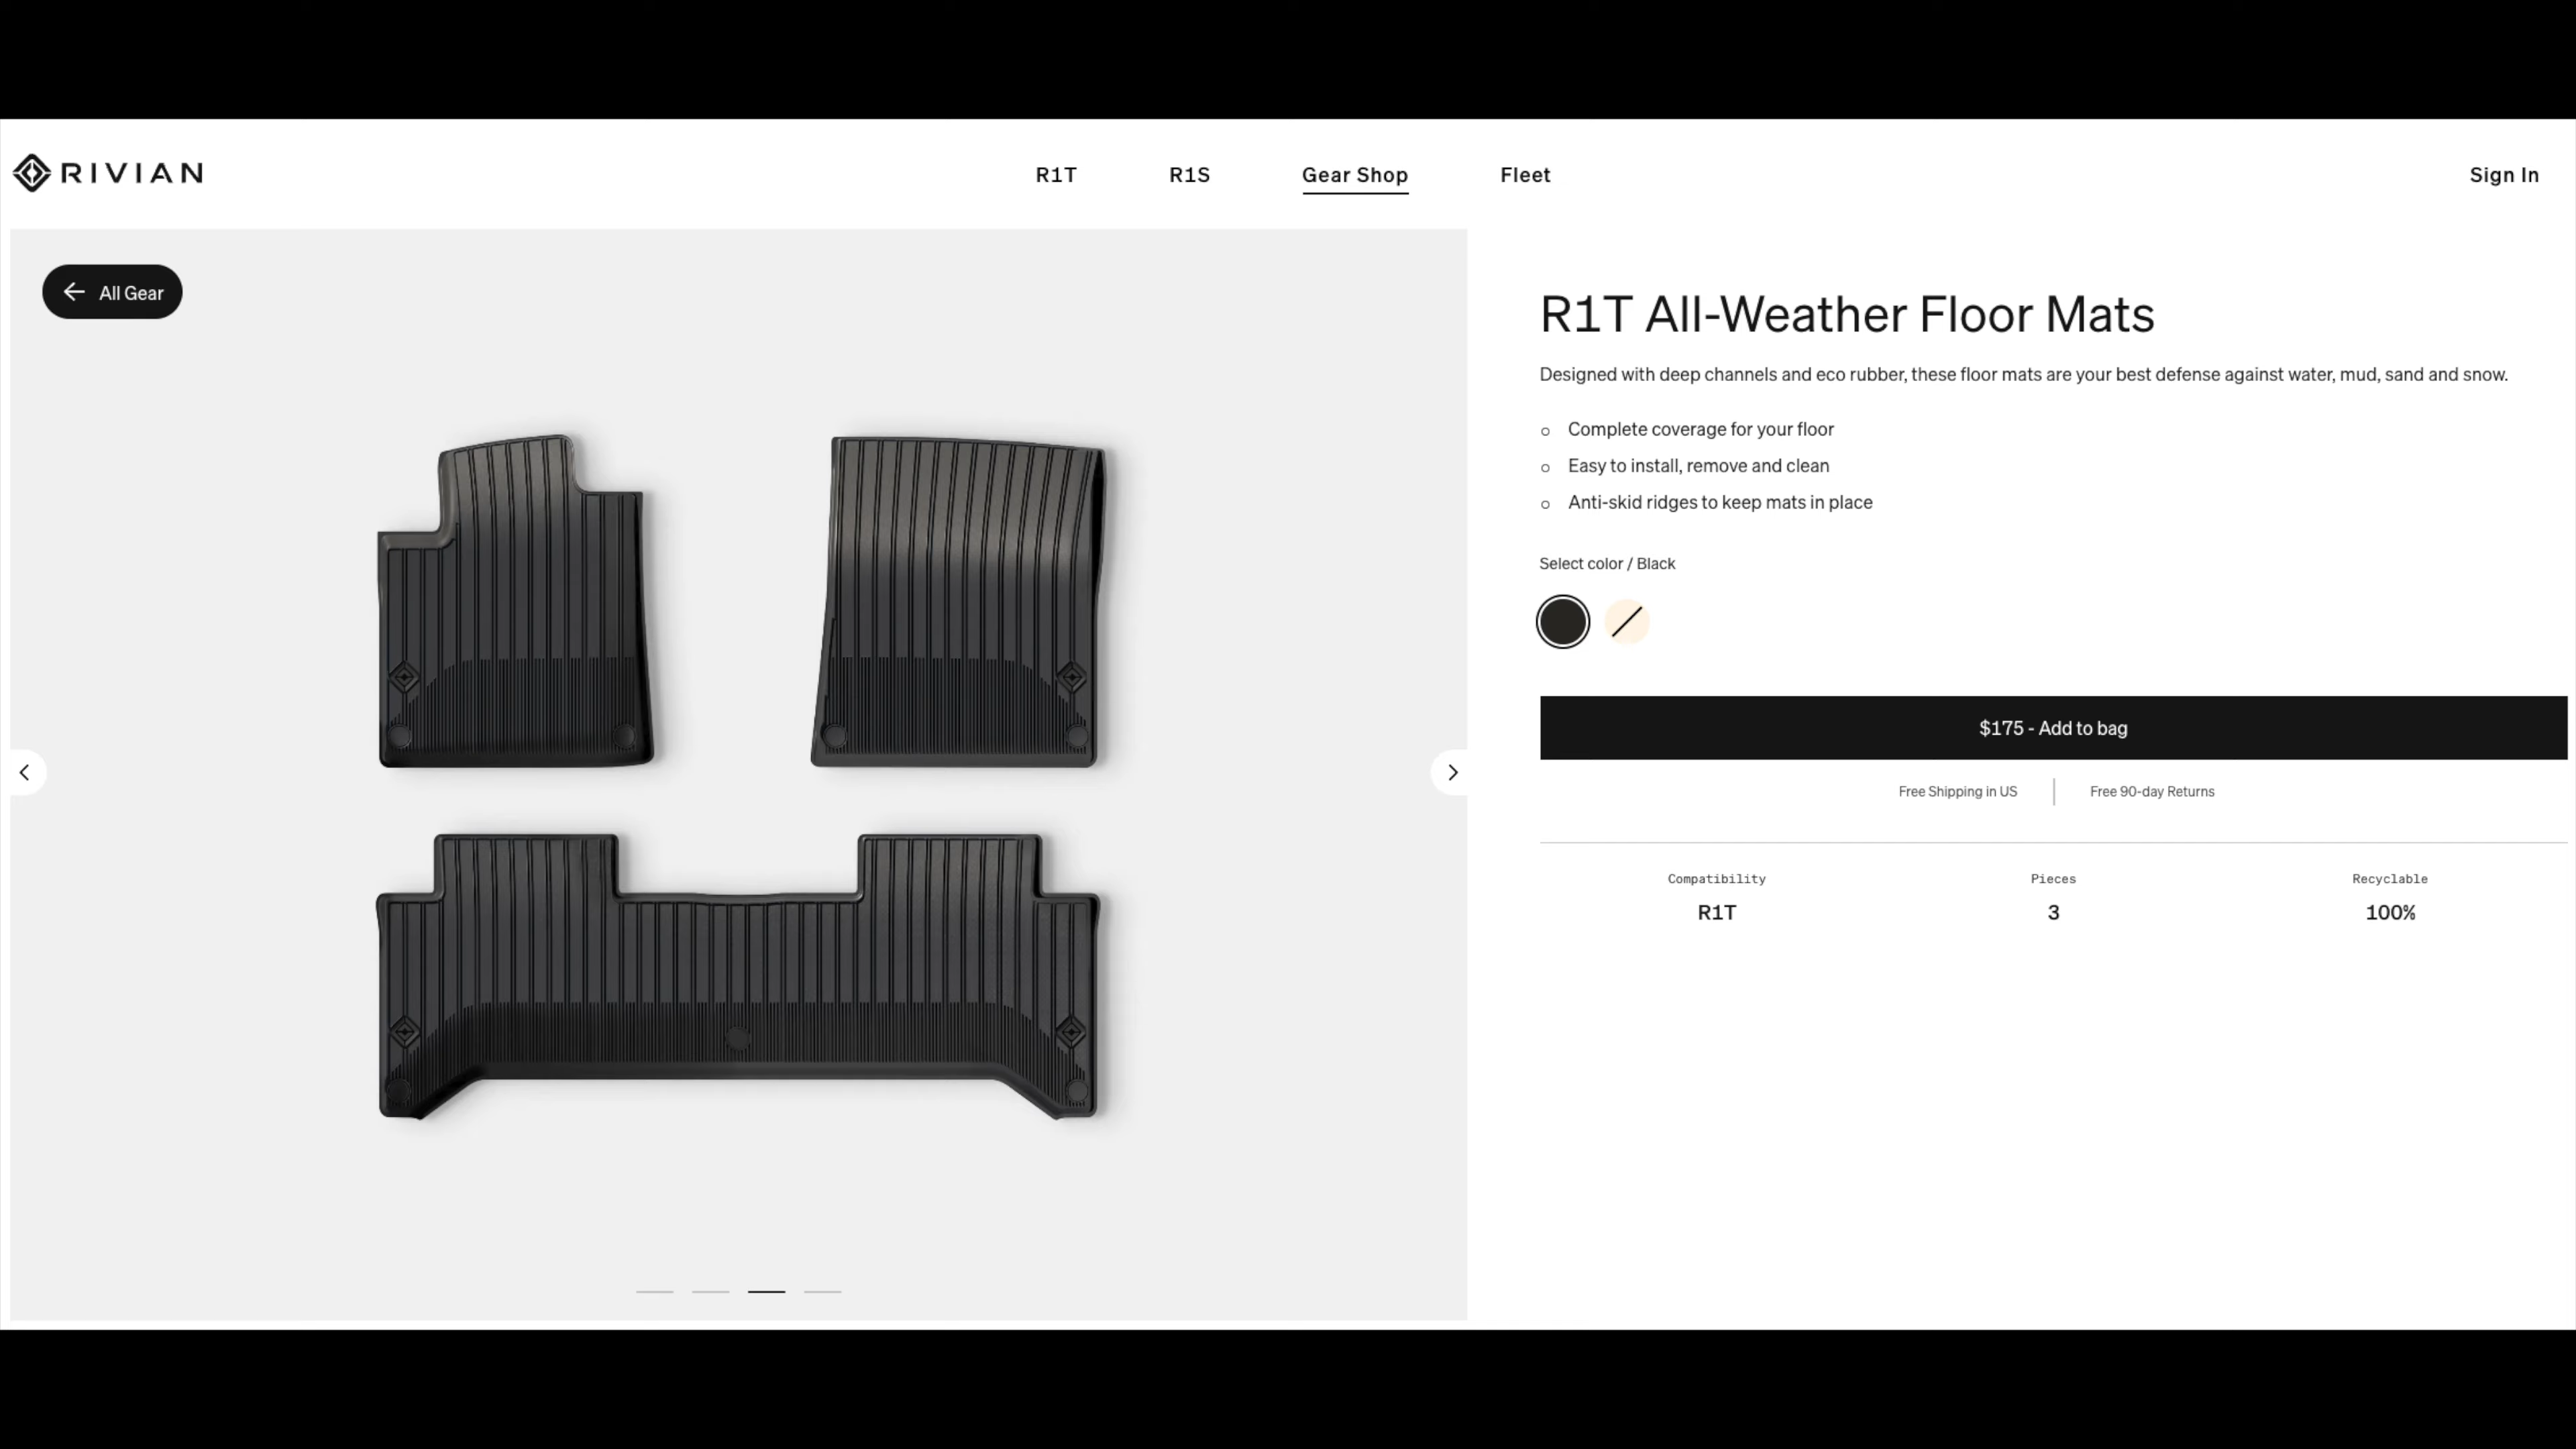 RIVIAN
R1T
R1S
Gear Shop
Fleet
Sign In
All Gear
R1T All-Weather Floor Mats
Designed with deep channels and eco rubber, these floor mats are your best defense against water, mud, sand and snow.
Complete coverage for your floor
Easy to install, remove and clean
Anti-skid ridges to keep mats in place
Select color / Black
$175 - Add to bag
Free Shipping in US
Free 90-day Returns
Compatibility
Pieces
Recyclable
R1T
3
100%